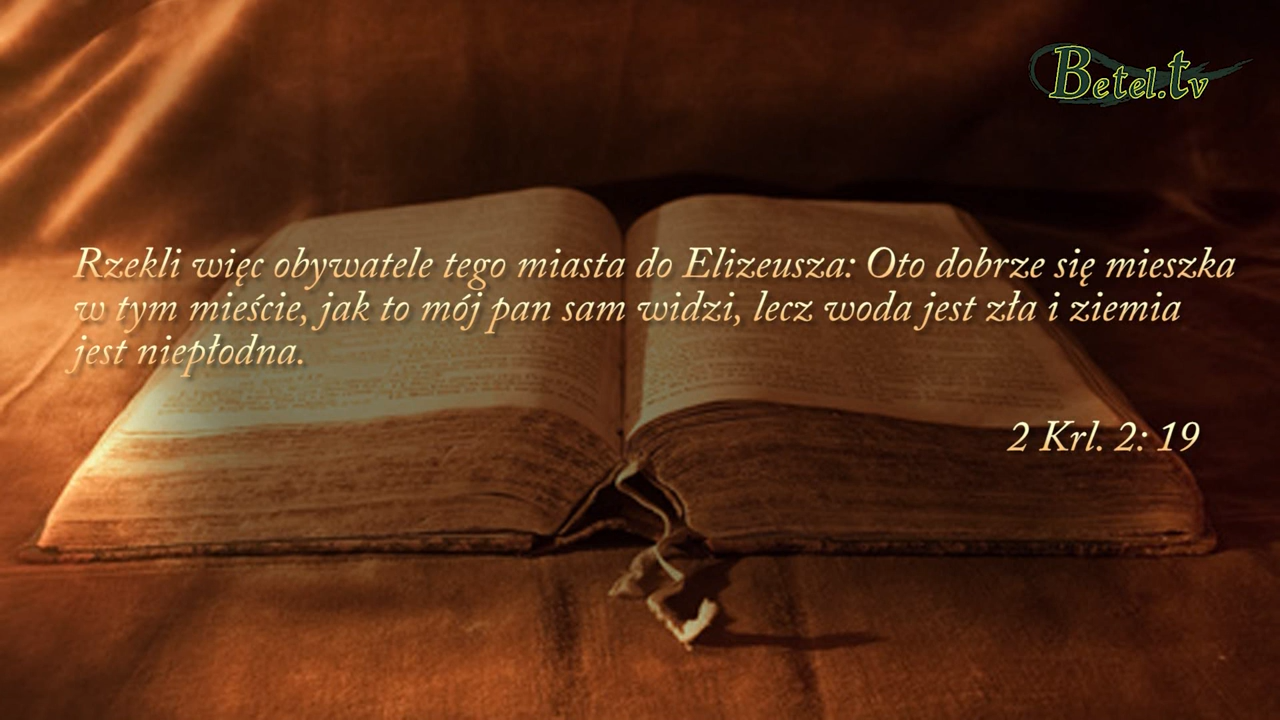 Betel.tv
Rzekli więc obywatele tego miasta do Elizeusza: Oto dobrze się mieszka
w tym mieście, jak to mój pan sam widzi, lecz woda jest zła i ziemia
jest niepłodna.
2 Krl. 2: 19